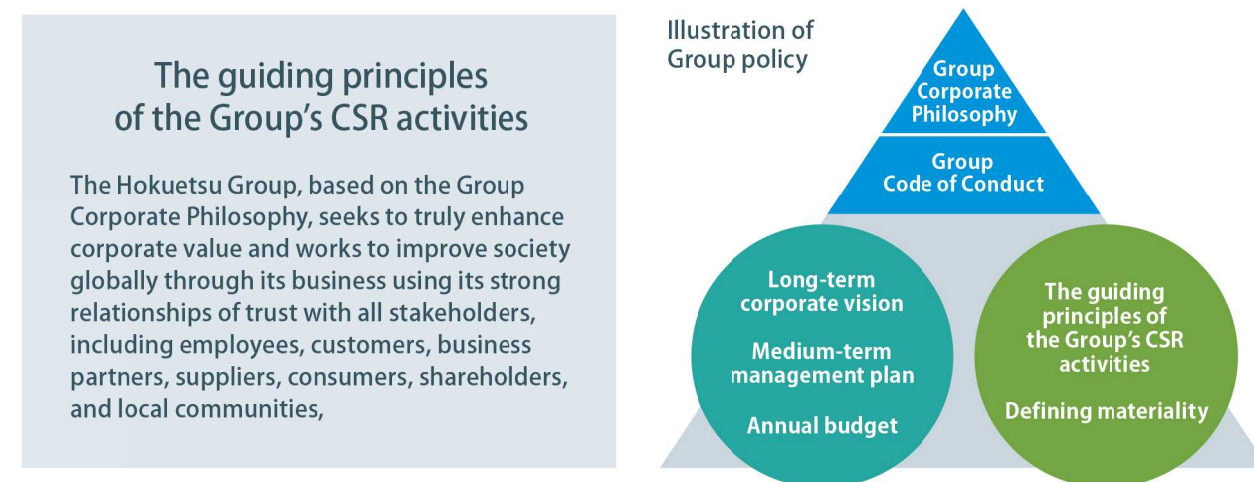 The guiding principles
of the Group's CSR activities
The Hokuetsu Group, based on the Group
Corporate Philosophy, seeks to truly enhance
corporate value and works to improve society
globally through its business using its strong
relationships of trust with all stakeholders,
including employees, customers, business
partners, suppliers, consumers, shareholders,
and local communities,
Illustration of
Group policy
Group
Corporate
Philosophy
Group
Code of Conduct
Long-term
corporate vision
Medium-term
management plan
Annual budget
The guiding
principles of
the Group's CSR
activities
Defining materiality